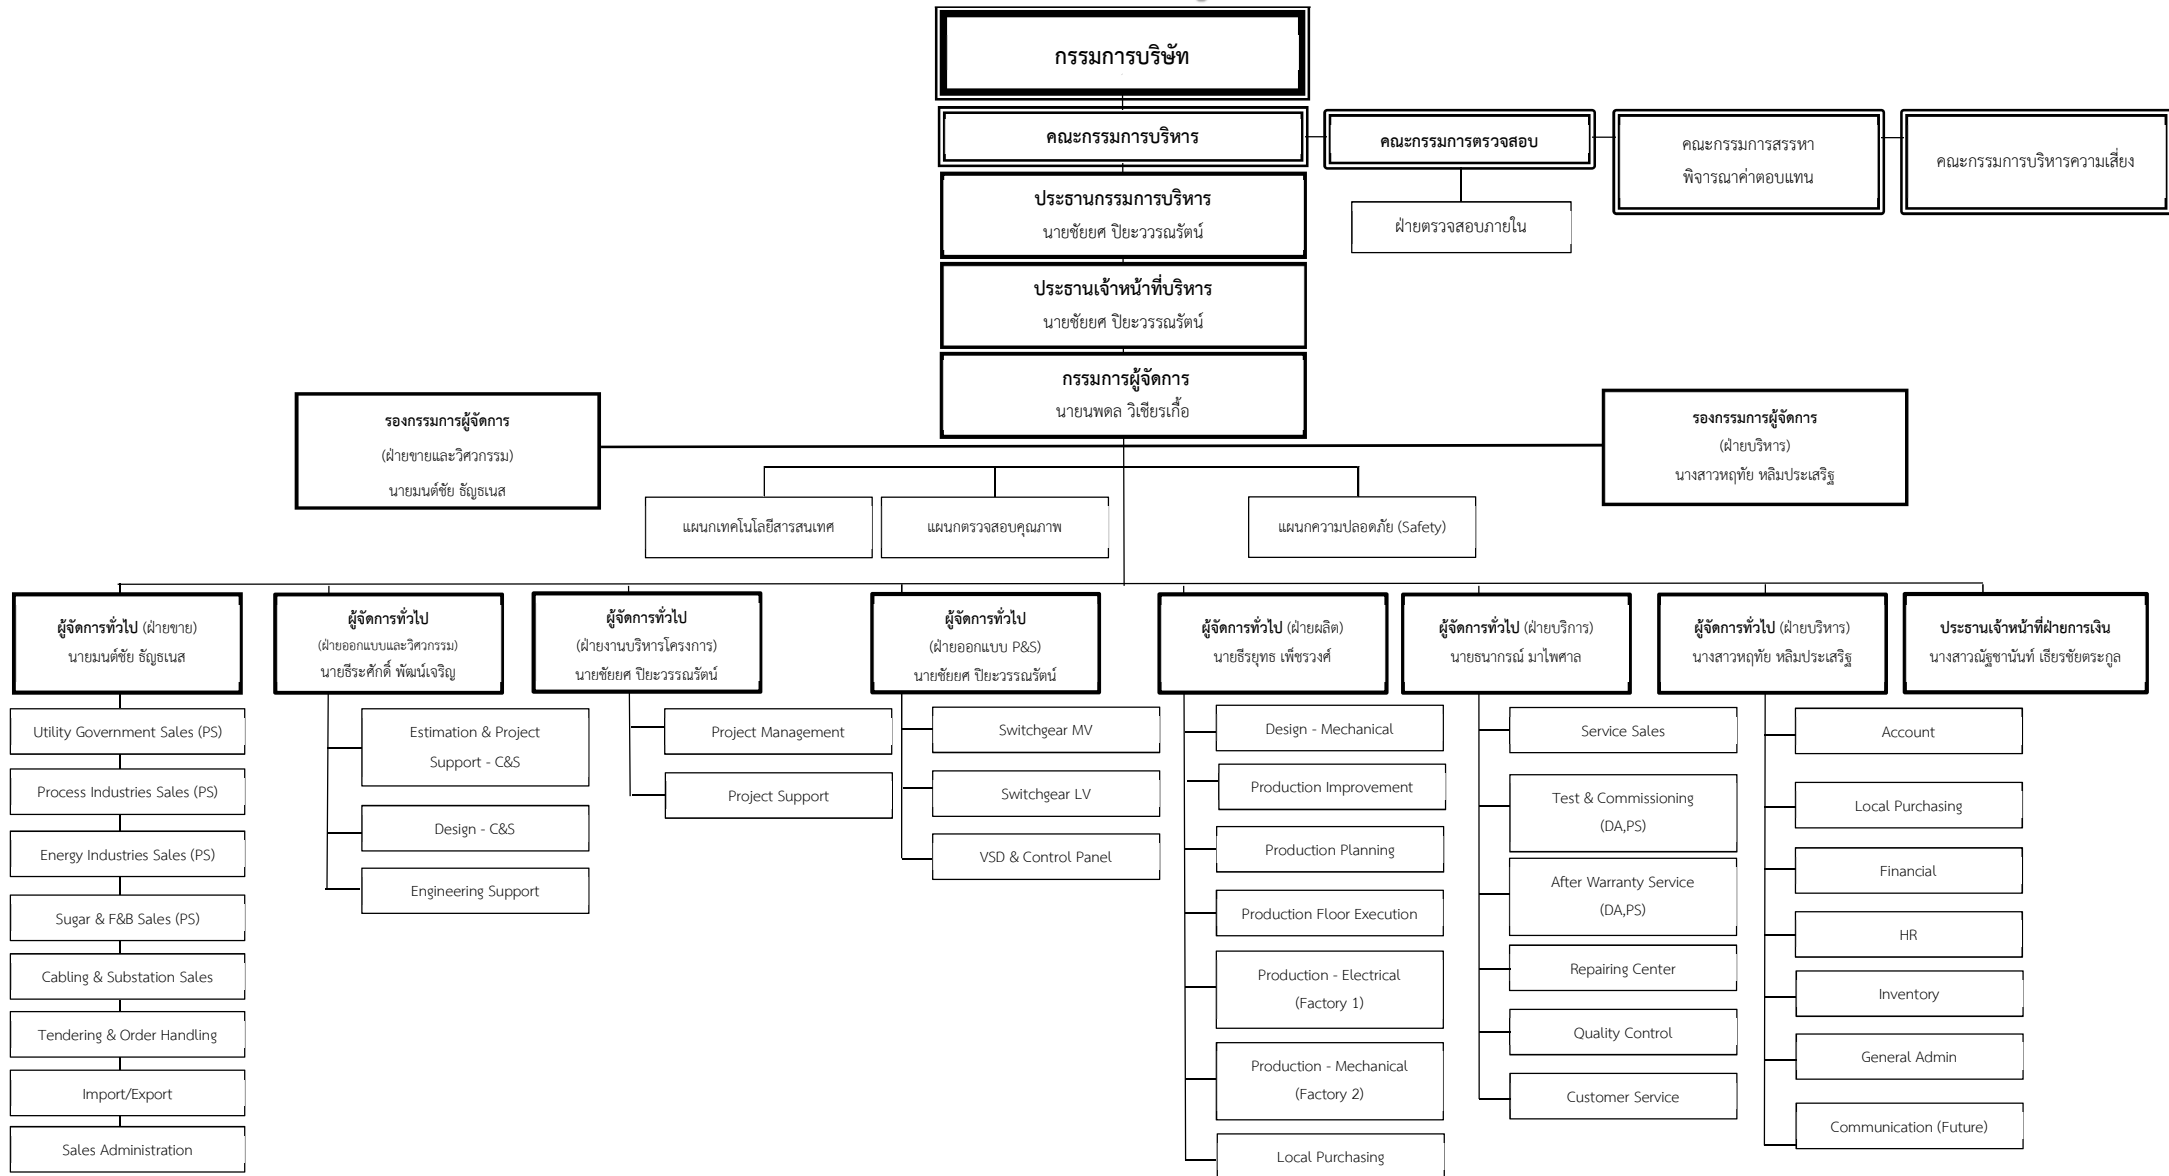 กรรมการบริษัท
คณะกรรมการบริหาร
คณะกรรมการตรวจสอบ
คณะกรรมการสรรหา
พิจารณาค่าตอบแทน
คณะกรรมการบริหารความเสี่ยง
ประธานกรรมการบริหาร
นายชัยยศ ปิยะววรณรัตน์
ฝ่ายตรวจสอบภายใน
ประธานเจ้าหน้าที่บริหาร
นายชัยยศ ปิยะวรรณรัตน์
กรรมการผู้จัดการ
นายนพดล วิเชียรเกื้อ
รองกรรมการผู้จัดการ
(ฝ่ายขายและวิศวกรรม)
นายมนต์ชัย ธัญธเนส
รองกรรมการผู้จัดการ
(ฝ่ายบริหาร)
นางสาวหฤทัย หลิมประเสริฐ
แผนกเทคโนโลยีสารสนเทศ
แผนกตรวจสอบคุณภาพ
แผนกความปลอดภัย (Safety)
ผู้จัดการทั่วไป (ฝ่ายขาย)
นายมนต์ชัย ธัญธเนส
Utility Government Sales (PS)
Process Industries Sales (PS)
Energy Industries Sales (PS)
Sugar & F&B Sales (PS)
Cabling & Substation Sales
Tendering & Order Handling
Import/Export
Sales Administration
ผู้จัดการทั่วไป
(ฝ่ายออกแบบและวิศวกรรม)
นายธีระศักดิ์ พัฒน์เจริญ
Estimation & Project
Support - C&S
Design - C&S
Engineering Support
ผู้จัดการทั่วไป
(ฝ่ายงานบริหารโครงการ)
นายชัยยศ ปิยะวรรณรัตน์
Project Management
Project Support
ผู้จัดการทั่วไป
(ฝ่ายออกแบบ P&S)
นายชัยยศ ปิยะวรรณรัตน์
Switchgear MV
Switchgear LV
VSD & Control Panel
ผู้จัดการทั่วไป (ฝ่ายผลิต)
นายธีรยุทธ เพ็ชรวงศ์
Design - Mechanical
Production Improvement
Production Planning
Production Floor Execution
Production - Electrical
(Factory 1)
Production - Mechanical
(Factory 2)
Local Purchasing
ผู้จัดการทั่วไป (ฝ่ายบริการ)
นายธนากรณ์ มาไพศาล
Service Sales
Test & Commissioning
(DA,PS)
After Warranty Service
(DA,PS)
Repairing Center
Quality Control
Customer Service
ผู้จัดการทั่วไป (ฝ่ายบริหาร)
นางสาวหฤทัย หลิมประเสริฐ
Account
Local Purchasing
Financial
HR
Inventory
General Admin
Communication (Future)
ประธานเจ้าหน้าที่ฝ่ายการเงิน
นางสาวณัฐชานันท์ เธียรชัยตระกูล